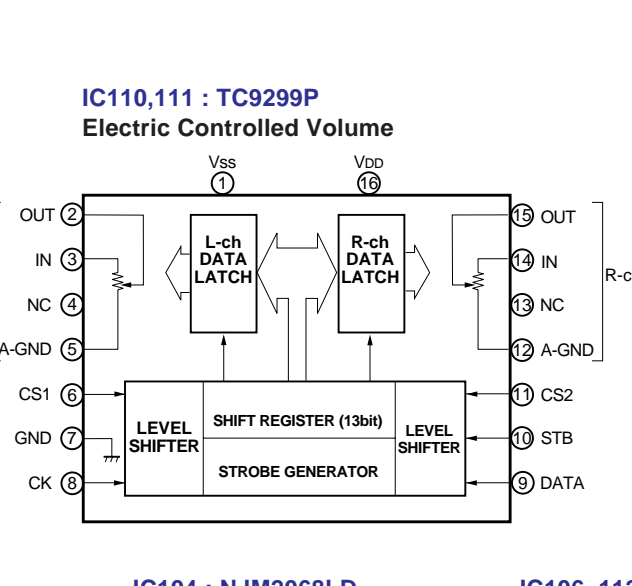 IC110,111 : TC9299P
Electric Controlled Volume
VSS
VDD
1
16
OUT 2
15 OUT
L-ch
DATA
LATCH
R-ch
DATA
LATCH
IN 3
14 IN
R-c
NC 4
13 NC
A-GND 5
12 A-GND
CS1 6
11 CS2
SHIFT REGISTER (13bit)
LEVEL
SHIFTER
LEVEL
SHIFTER
GND 7
10 STB
STROBE GENERATOR
CK 8
9 DATA